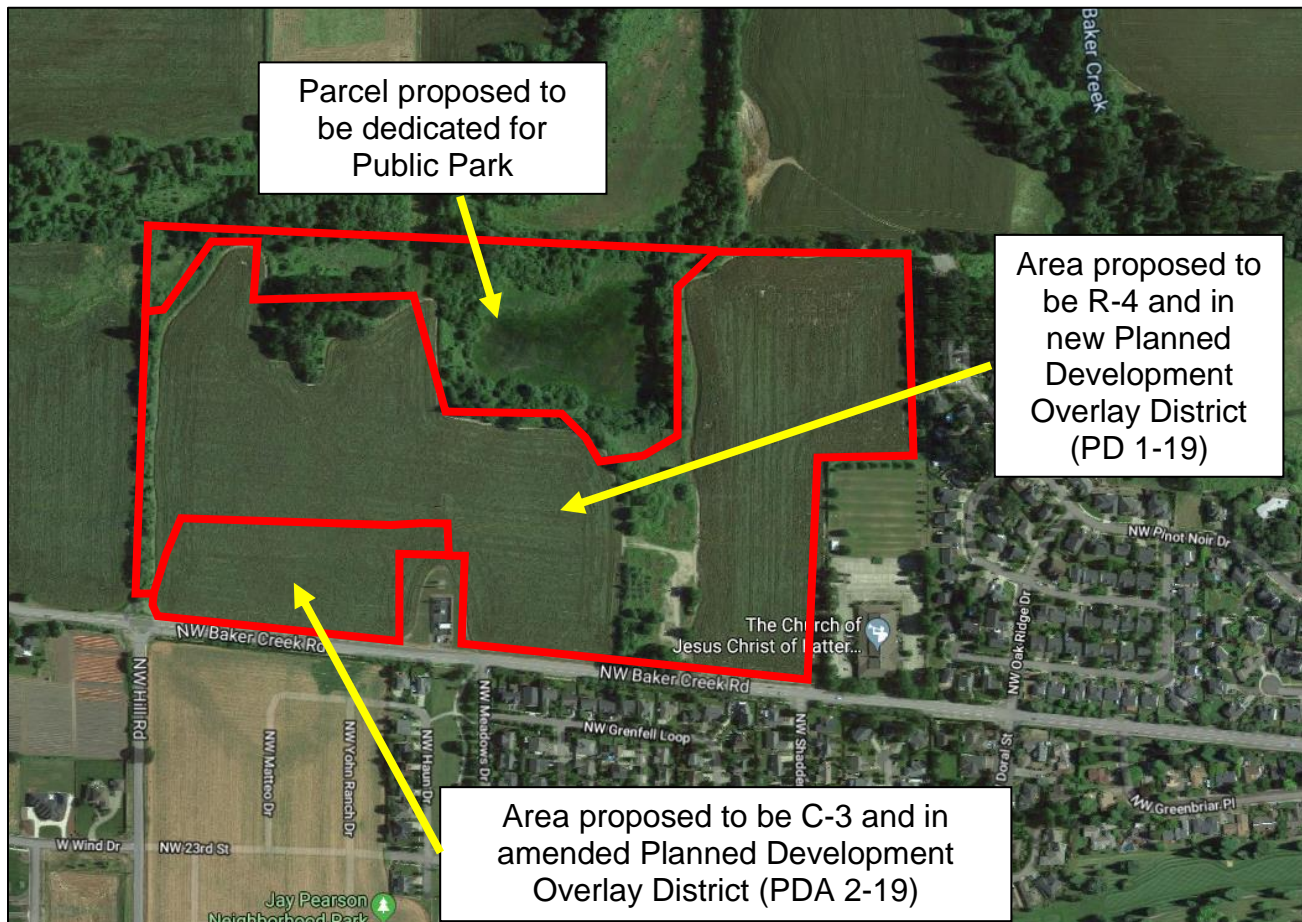 Baker Creek
Parcel proposed to
be dedicated for
Public Park
Area proposed to
be R-4 and in
new Planned
Development
Overlay District
(PD 1-19)
NW Pinot Noir Dr
The Church of
Jesus Christ of Latter...
NW Oak Ridge Dr
NW Baker Creek Rd
NW Baker Creek Rd
NW Hill Rd
NW Matteo Dr
NW Yohn Ranch Dr
NW Haun Dr
NW Meadows Dr
NW Grenfell Loop
NW Shadden
Doral St
NW Greenbriar Pl
W Wind Dr
NW 23rd St
Area proposed to be C-3 and in
amended Planned Development
Overlay District (PDA 2-19)
Jay Pearson
Neighborhood Park